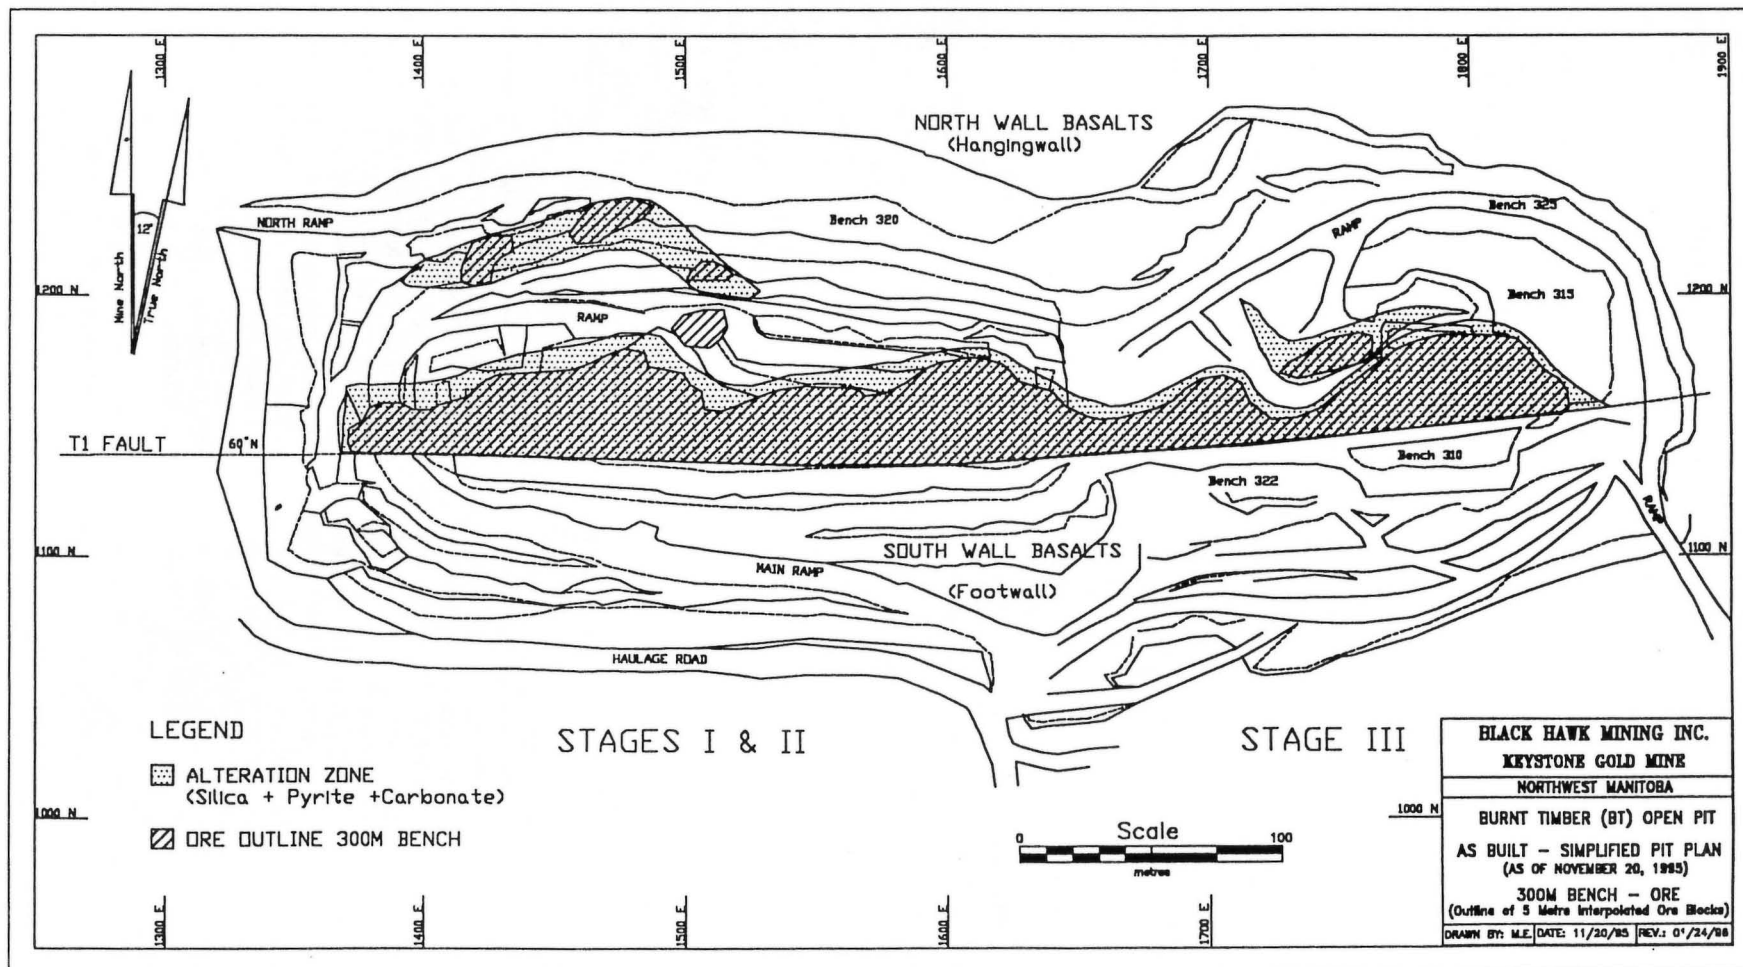 1300 E
1400 E
1500 E
1600 E
1700 E
1800 E
1900 E
NORTH WALL BASALTS
(Hangingwall)
Bench 325
NORTH RAMP
Bench 320
RAMP
12°
Mine North
True North
1200 N
1200 N
Bench 315
RAMP
T1 FAULT
60° N
Bench 310
Bench 322
RAMP
1100 N
SOUTH WALL BASALTS
1100 N
MAIN RAMP
(Footwall)
HAULAGE ROAD
LEGEND
STAGES I & II
STAGE III
ALTERATION ZONE
(Silica + Pyrite +Carbonate)
ORE OUTLINE 300M BENCH
1000 N
1000 N
Scale
0
100
metres
BLACK HAWK MINING INC.
KEYSTONE GOLD MINE
NORTHWEST MANITOBA
BURNT TIMBER (BT) OPEN PIT
AS BUILT - SIMPLIFIED PIT PLAN
(AS OF NOVEMBER 20, 1995)
300M BENCH - ORE
(Outline of 5 Metre Interpolated Ore Blocks)
DRAWN BY: M.E. DATE: 11/20/95 REV.: 01/24/96
1300 E
1400 E
1500 E
1600 E
1700 E